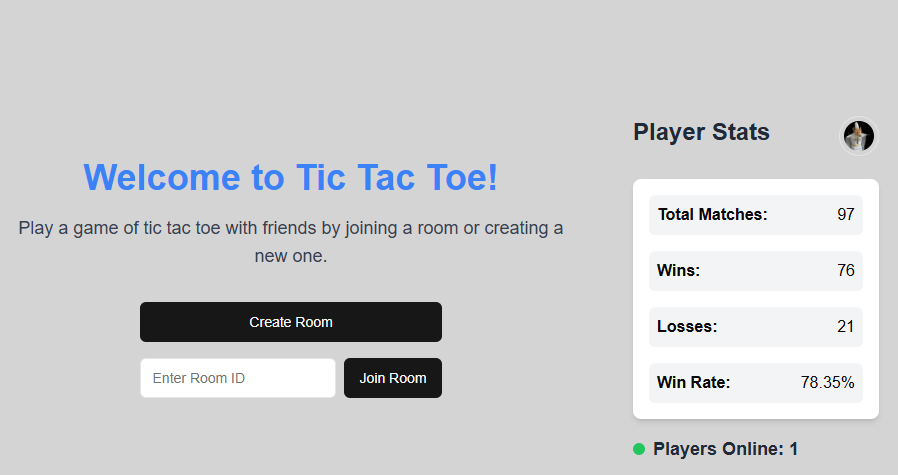 Welcome to Tic Tac Toe!
Play a game of tic tac toe with friends by joining a room or creating a
new one.
Create Room
Enter Room ID
Join Room
Player Stats
Total Matches: 97
Wins: 76
Losses: 21
Win Rate: 78.35%
Players Online: 1